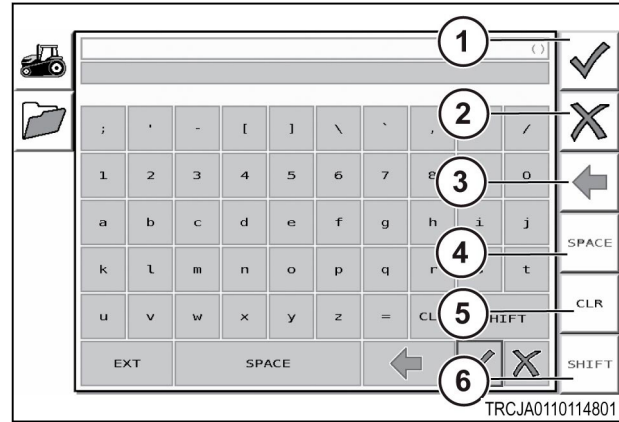 1
( )
2
; ' - [ ] \ ` , /
3
1 2 3 4 5 6 7 8 0
a b c d e f g h i j
4
SPACE
k l m n o p q r t
5
CLR
u v w x y z = CL HIFT
EXT SPACE
6
SHIFT
TRCJA0110114801